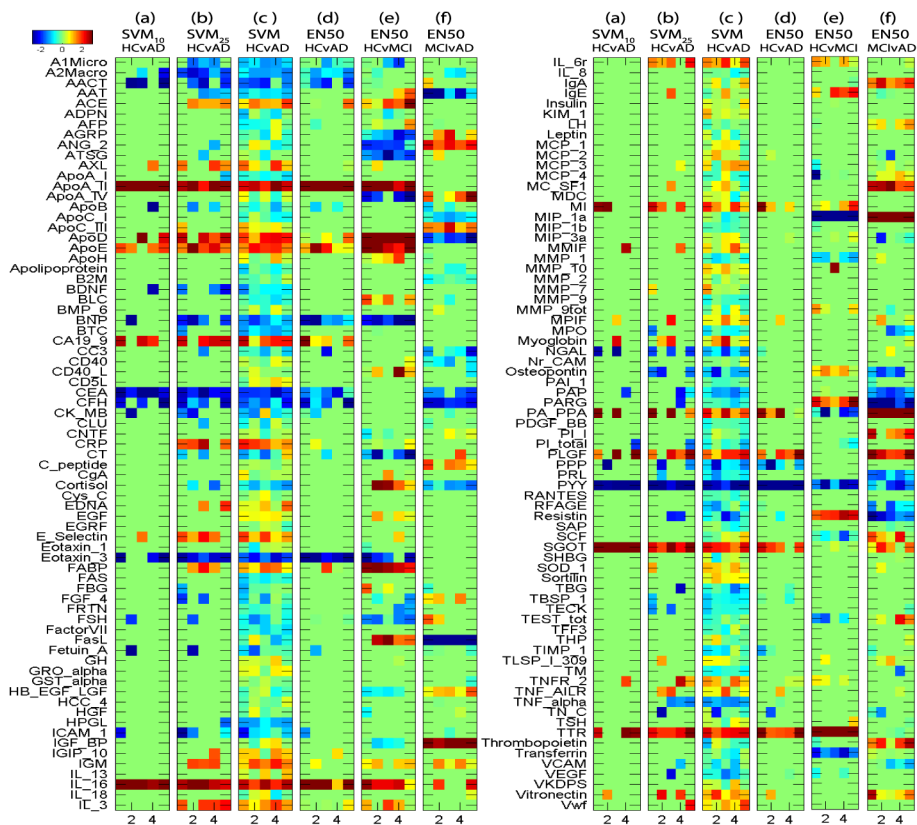 (a) (b) (c) (d) (e) (f) (a) (b) (c) (d) (e) (f)
SVM10 SVM25 SVM EN50 EN50 EN50 SVM10 SVM25 SVM EN50 EN50 EN50
HCvAD HCvAD HCvAD HCvAD HCvMCI MCIvAD HCvAD HCvAD HCvAD HCvAD HCvMCI MCIvAD
-2 0 2
A1Micro
A2Macro
AACT
AAT
ACE
ADPN
AFP
AGRP
ANG_2
ATSG
AXL
ApoA_I
ApoA_II
ApoA_IV
ApoB
ApoC_I
ApoC_III
ApoD
ApoE
ApoH
Apolipoprotein
B2M
BDNF
BLC
BMP_6
BNP
BTC
CA19_9
CC3
CD40
CD40_L
CD5L
CEA
CFH
CK_MB
CLU
CNTF
CRP
CT
C_peptide
CgA
Cortisol
Cys_C
EDNA
EGF
EGRF
E_Selectin
Eotaxin_1
Eotaxin_3
FABP
FAS
FBG
FGF_4
FRTN
FSH
FactorVII
FasL
Fetuin_A
GH
GRO_alpha
GST_alpha
HB_EGF_LGF
HCC_4
HGF
HPGL
ICAM_1
IGF_BP
IGIP_10
IGM
IL_13
IL_16
IL_18
IL_3
2 4 2 4 2 4 2 4 2 4 2 4
IL_6r
IL_8
IgA
IgE
Insulin
KIM_1
LH
Leptin
MCP_1
MCP_2
MCP_3
MCP_4
MC_SF1
MDC
MI
MIP_1a
MIP_1b
MIP_3a
MMIF
MMP_1
MMP_T0
MMP_2
MMP_7
MMP_9
MMP_9tot
MPIF
MPO
Myoglobin
NGAL
Nr_CAM
Osteopontin
PAI_1
PAP
PARG
PA_PPA
PDGF_BB
PI_I
PI_total
PLGF
PPP
PRL
PYY
RANTES
RFAGE
Resistin
SAP
SCF
SGOT
SHBG
SOD_1
Sortilin
TBG
TBSP_1
TECK
TEST_tot
TFF3
THP
TIMP_1
TLSP_I_309
TM
TNFR_2
TNF_AILR
TNF_alpha
TN_C
TSH
TTR
Thrombopoietin
Transferrin
VCAM
VEGF
VKDPS
Vitronectin
Vwf
2 4 2 4 2 4 2 4 2 4 2 4